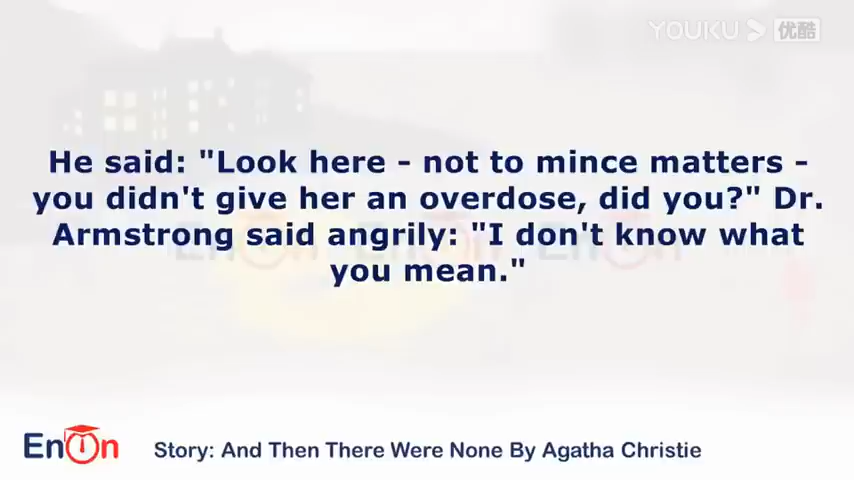 YOUKU 优酷
He said: "Look here - not to mince matters -
you didn't give her an overdose, did you?" Dr.
Armstrong said angrily: "I don't know what
you mean."
EnOn
Story: And Then There Were None By Agatha Christie